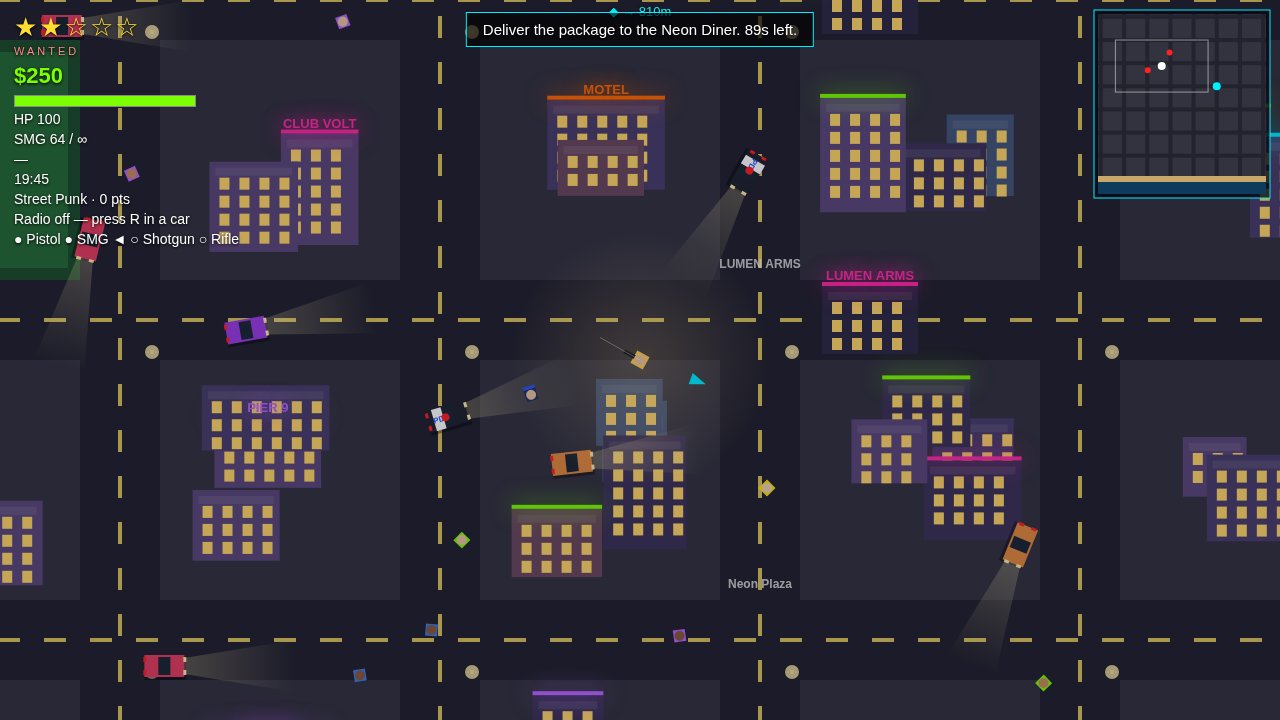 ★ ★ ☆ ☆ ☆
WANTED
$250
HP 100
SMG 64 / ∞
—
19:45
Street Punk · 0 pts
Radio off — press R in a car
● Pistol ● SMG ◄ ○ Shotgun ○ Rifle
810m
Deliver the package to the Neon Diner. 89s left.
MOTEL
CLUB VOLT
LUMEN ARMS
LUMEN ARMS
PIER 9
PD
Neon Plaza